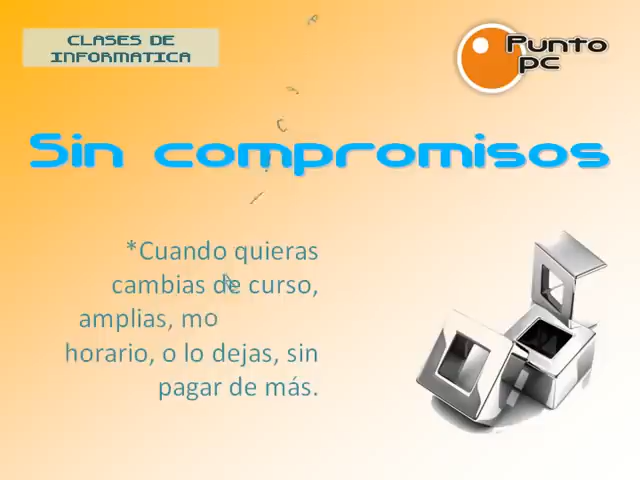 CLASES DE
INFORMATICA
Punto
pc
Sin compromisos
*Cuando quieras
cambias de curso,
amplias, mo
horario, o lo dejas, sin
pagar de más.